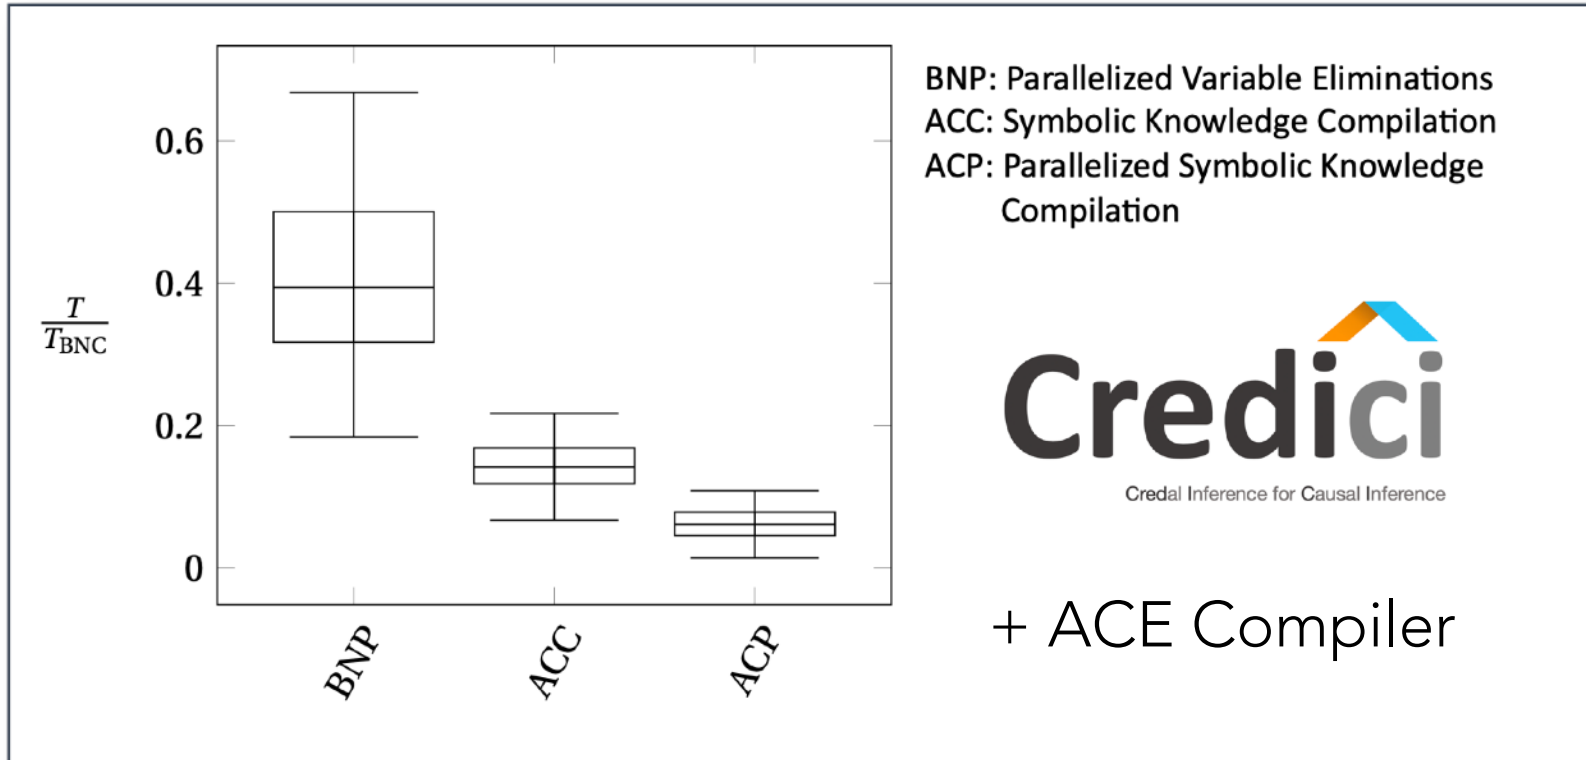 BNP: Parallelized Variable Eliminations
ACC: Symbolic Knowledge Compilation
ACP: Parallelized Symbolic Knowledge
Compilation
0.6
0.4
0.2
0
T
T_BNC
BNP
ACC
ACP
Credici
Credal Inference for Causal Inference
+ ACE Compiler